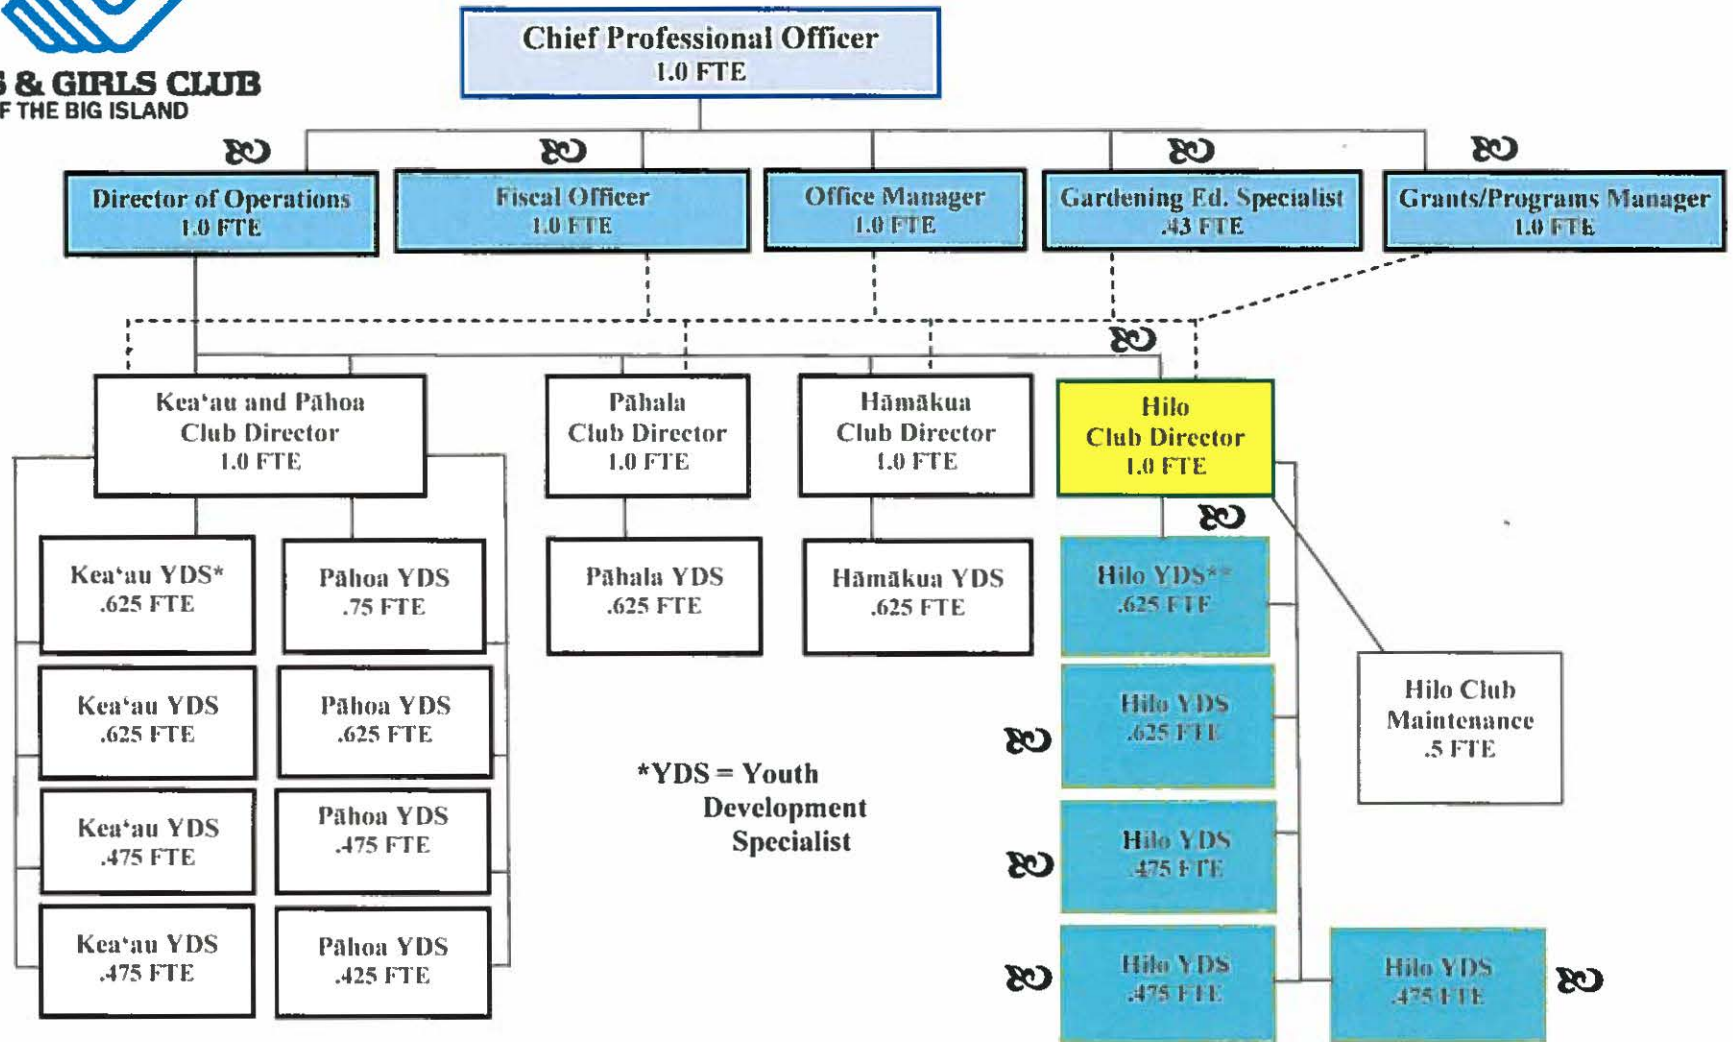 S & GIRLS CLUB
F THE BIG ISLAND
Chief Professional Officer
1.0 FTE
Director of Operations
1.0 FTE
Fiscal Officer
1.0 FTE
Office Manager
1.0 FTE
Gardening Ed. Specialist
.43 FTE
Grants/Programs Manager
1.0 FTE
Kea‘au and Pāhoa
Club Director
1.0 FTE
Pāhala
Club Director
1.0 FTE
Hāmākua
Club Director
1.0 FTE
Hilo
Club Director
1.0 FTE
Kea‘au YDS*
.625 FTE
Pāhoa YDS
.75 FTE
Pāhala YDS
.625 FTE
Hāmākua YDS
.625 FTE
Hilo YDS**
.625 FTE
Kea‘au YDS
.625 FTE
Pāhoa YDS
.625 FTE
Hilo YDS
.625 FTE
Hilo Club
Maintenance
.5 FTE
*YDS = Youth
Development
Specialist
Kea‘au YDS
.475 FTE
Pāhoa YDS
.475 FTE
Hilo YDS
.475 FTE
Kea‘au YDS
.475 FTE
Pāhoa YDS
.425 FTE
Hilo YDS
.475 FTE
Hilo YDS
.475 FTE